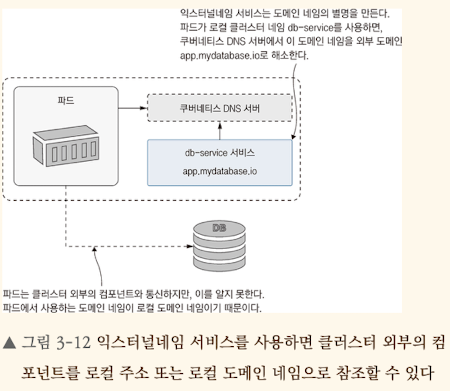 익스터널네임 서비스는 도메인 네임의 별명을 만든다.
파드가 로컬 클러스터 네임 db-service를 사용하면,
쿠버네티스 DNS 서버에서 이 도메인 네임을 외부 도메인
app.mydatabase.io로 해소한다.
파드
쿠버네티스 DNS 서버
db-service 서비스
app.mydatabase.io
DB
파드는 클러스터 외부의 컴포넌트와 통신하지만, 이를 알지 못한다.
파드에서 사용하는 도메인 네임이 로컬 도메인 네임이기 때문이다.
▲ 그림 3-12 익스터널네임 서비스를 사용하면 클러스터 외부의 컴
포넌트를 로컬 주소 또는 로컬 도메인 네임으로 참조할 수 있다